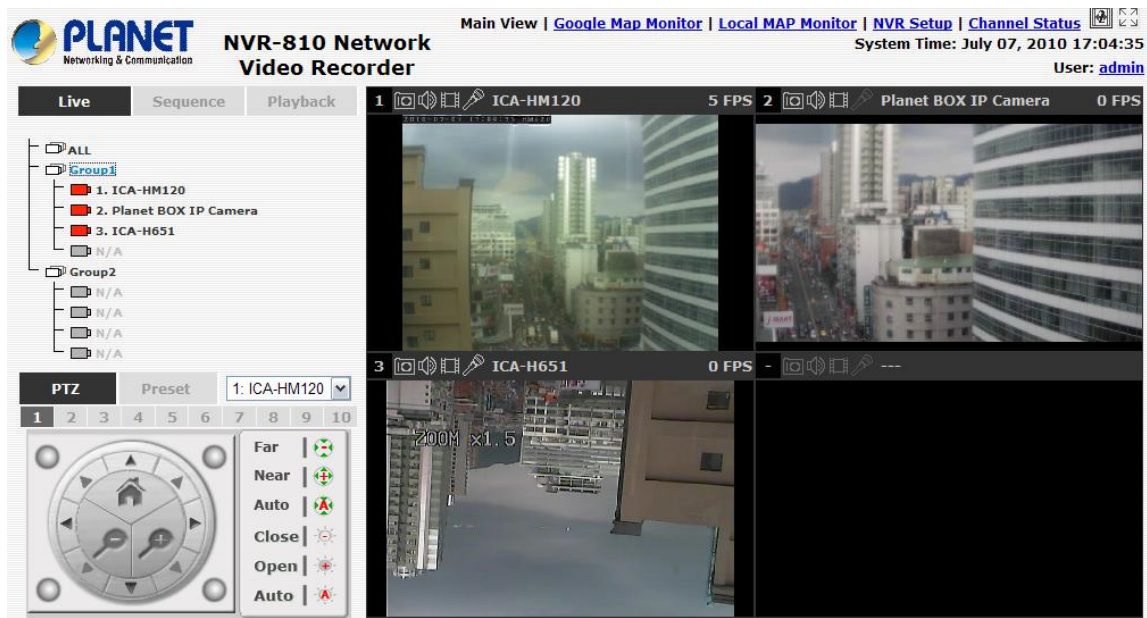 PLANET
Networking & Communication
NVR-810 Network
Video Recorder
Main View | Google Map Monitor | Local MAP Monitor | NVR Setup | Channel Status
System Time: July 07, 2010 17:04:35
User: admin
Live Sequence Playback
ALL
Group1
1. ICA-HM120
2. Planet BOX IP Camera
3. ICA-H651
N/A
Group2
N/A
N/A
N/A
N/A
PTZ Preset 1: ICA-HM120
1 2 3 4 5 6 7 8 9 10
Far
Near
Auto
Close
Open
Auto
1 ICA-HM120 5 FPS
2 Planet BOX IP Camera 0 FPS
3 ICA-H651 0 FPS
- ---
ZOOM x1.5